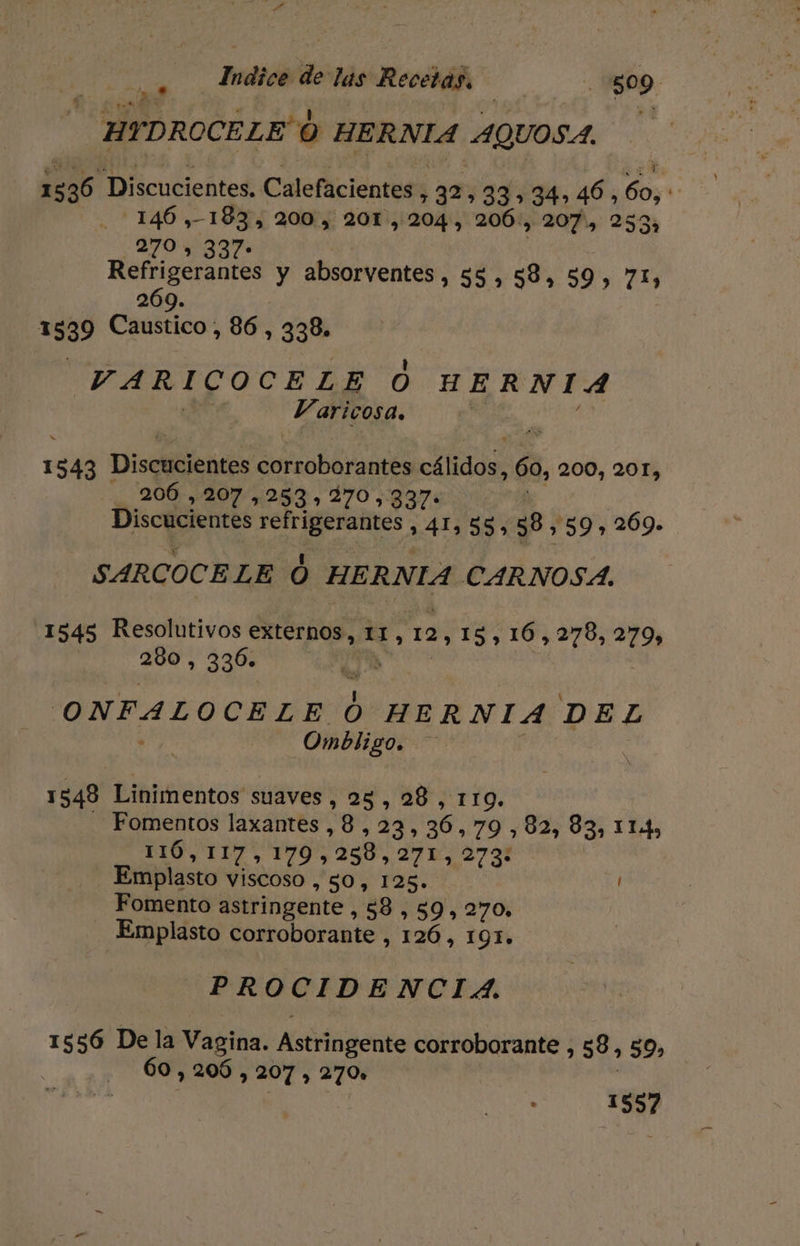 Indice de las Recetas. 509
HYDROCELE Ó HERNIA AQUOSA.
1536 Discucientes. Calefacientes, 32, 33, 34, 46, 60,
146, 183, 200, 201, 204, 206, 207, 253,
270, 337.
Refrigerantes y absorventes, 55, 58, 59, 71,
269.
1539 Caustico, 86, 338.
VARICOCELE Ó HERNIA
Varicosa.
1543 Discucientes corroborantes cálidos, 60, 200, 201,
206, 207, 253, 270, 337.
Discucientes refrigerantes, 41, 55, 58, 59, 269.
SARCOCELE Ó HERNIA CARNOSA.
1545 Resolutivos externos, 11, 12, 15, 16, 278, 279,
280, 336.
ONFALOCELE Ó HERNIA DEL
Ombligo.
1548 Linimentos suaves, 25, 28, 119.
Fomentos laxantes, 8, 23, 36, 79, 82, 83, 114,
116, 117, 179, 258, 271, 273.
Emplasto viscoso, 50, 125.
Fomento astringente, 58, 59, 270.
Emplasto corroborante, 126, 191.
PROCIDENCIA.
1556 De la Vagina. Astringente corroborante, 58, 59,
60, 206, 207, 270.
1557